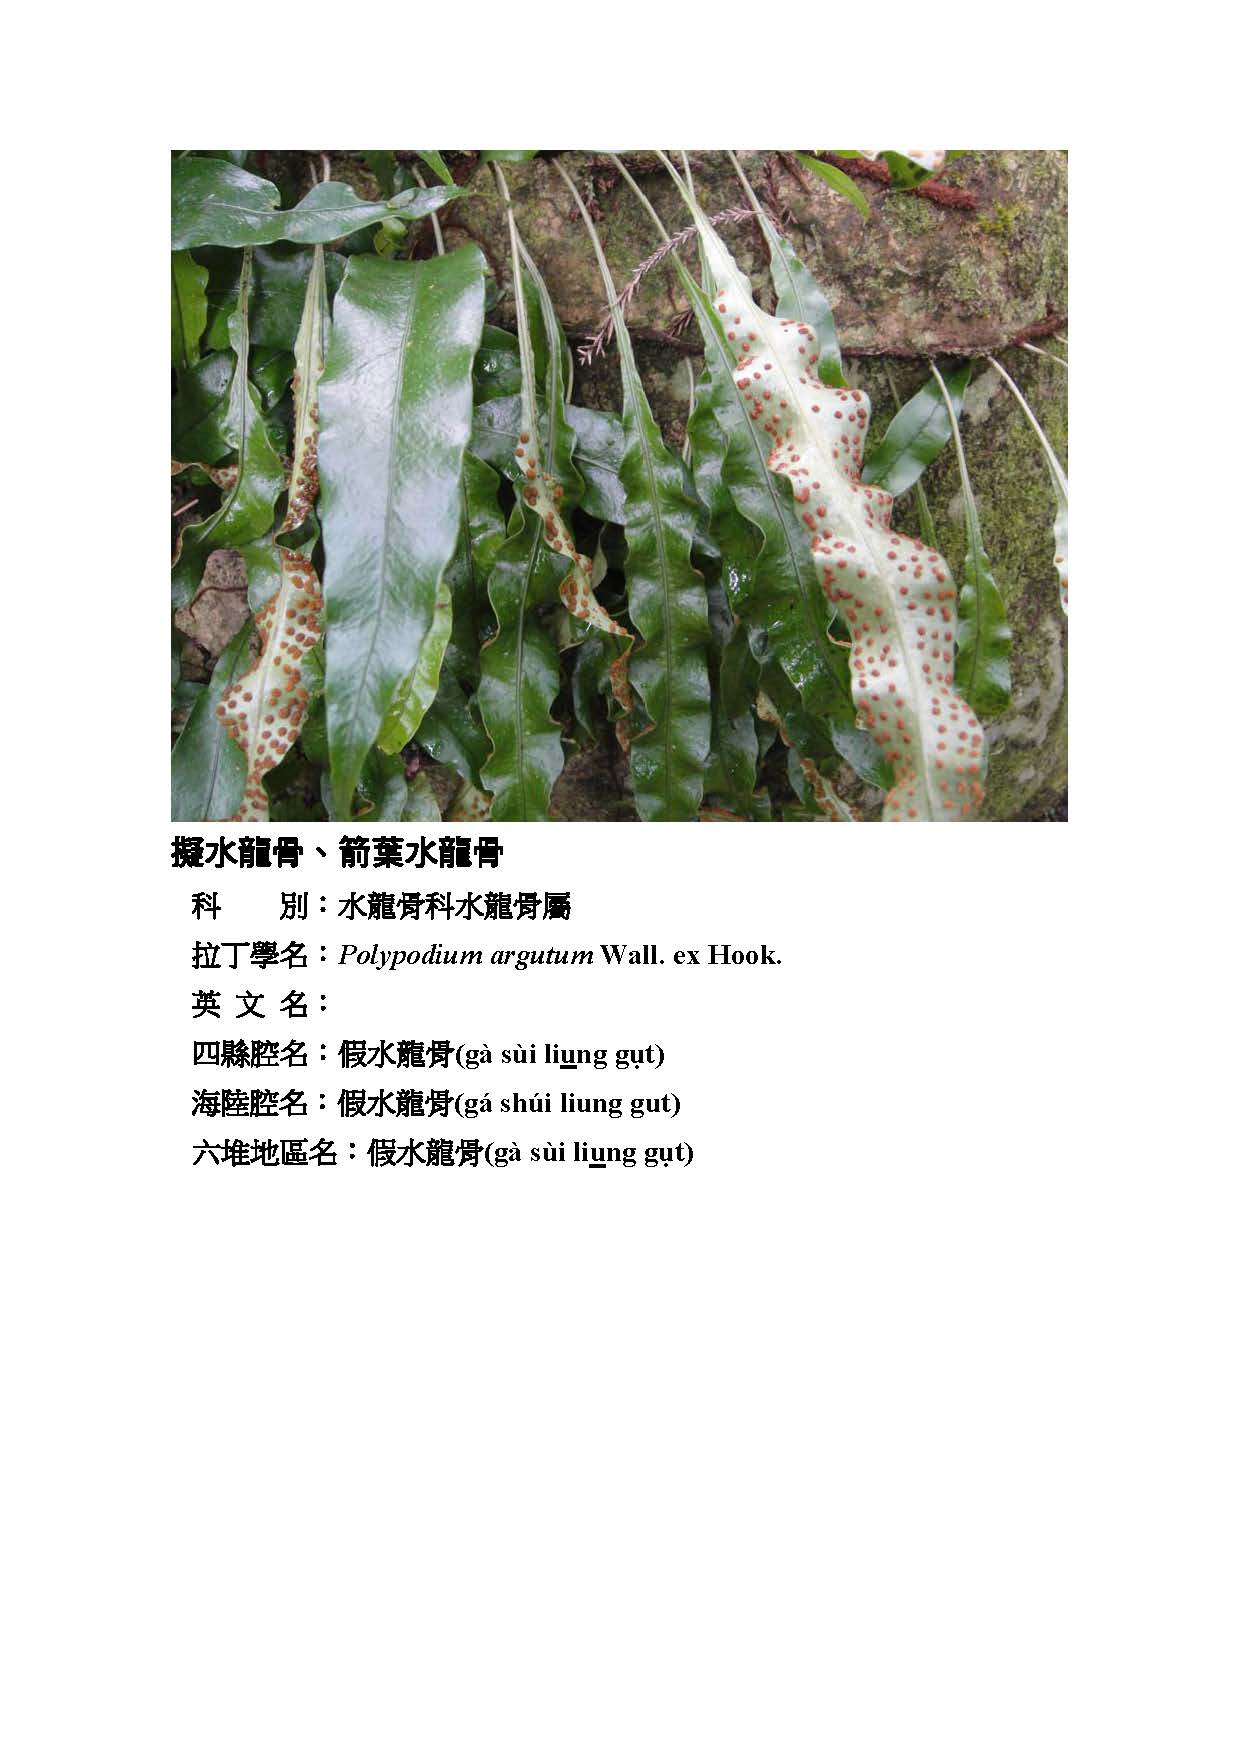 擬水龍骨、箭葉水龍骨
科　　別：水龍骨科水龍骨屬
拉丁學名：Polypodium argutum Wall. ex Hook.
英 文 名：
四縣腔名：假水龍骨(gà sùi liung gụt)
海陸腔名：假水龍骨(gá shúi liung gut)
六堆地區名：假水龍骨(gà sùi liung gụt)